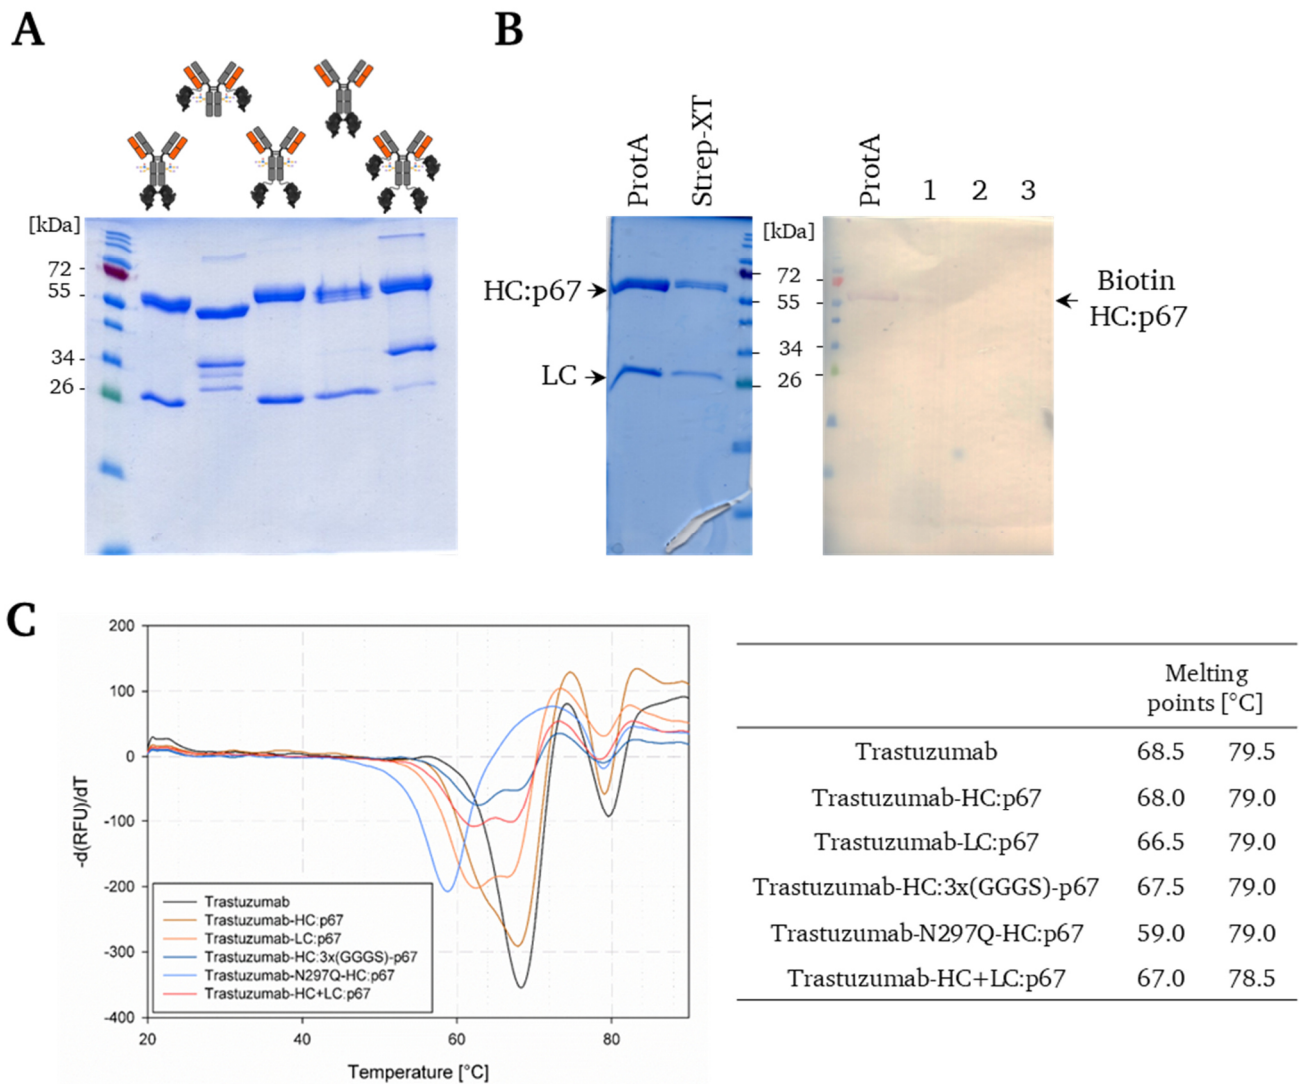 A
B
[kDa]
72
55
34
26
ProtA
Strep-XT
HC:p67
LC
[kDa]
72
55
34
26
ProtA
1
2
3
Biotin
HC:p67
C
200
100
0
-100
-200
-300
-400
-d(RFU)/dT
20
40
60
80
Temperature [°C]
Trastuzumab
Trastuzumab-HC:p67
Trastuzumab-LC:p67
Trastuzumab-HC:3x(GGGS)-p67
Trastuzumab-N297Q-HC:p67
Trastuzumab-HC+LC:p67
Melting
points [°C]
Trastuzumab 68.5 79.5
Trastuzumab-HC:p67 68.0 79.0
Trastuzumab-LC:p67 66.5 79.0
Trastuzumab-HC:3x(GGGS)-p67 67.5 79.0
Trastuzumab-N297Q-HC:p67 59.0 79.0
Trastuzumab-HC+LC:p67 67.0 78.5